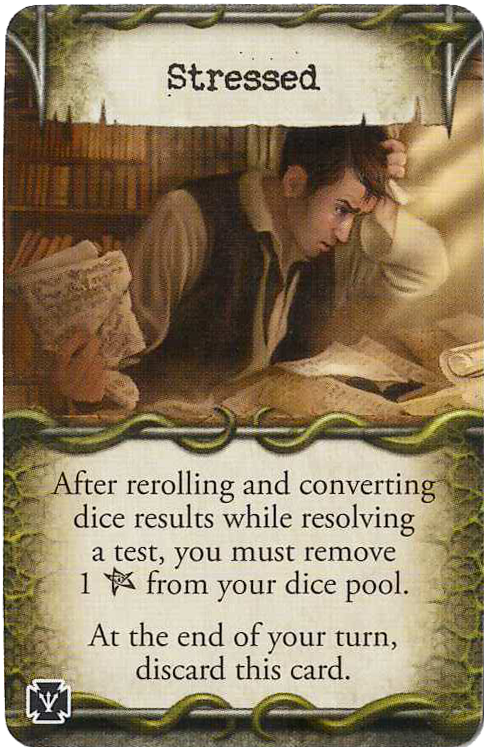 Stressed
After rerolling and converting
dice results while resolving
a test, you must remove
1 from your dice pool.
At the end of your turn,
discard this card.